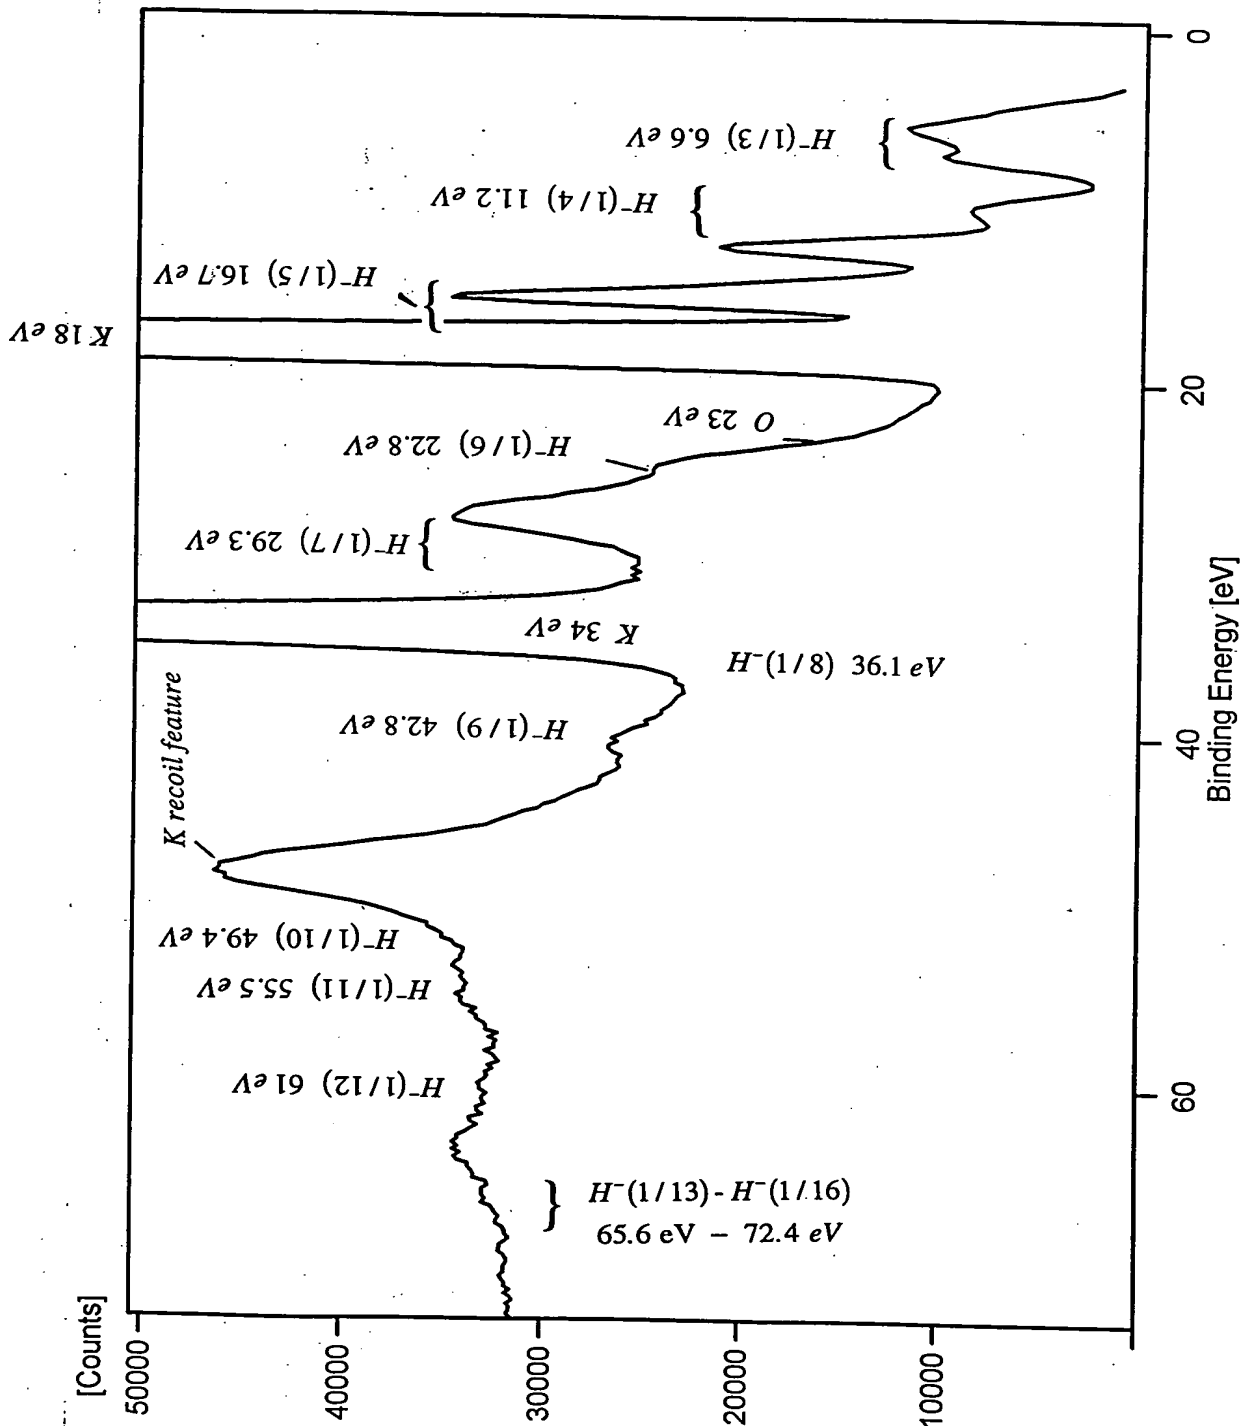 [Counts]
50000
40000
30000
20000
10000
0
20
40
60
Binding Energy [eV]
H⁻(1/3) 6.6 eV
H⁻(1/4) 11.2 eV
H⁻(1/5) 16.7 eV
K 18 eV
O 23 eV
H⁻(1/6) 22.8 eV
H⁻(1/7) 29.3 eV
K 34 eV
H⁻(1/8) 36.1 eV
H⁻(1/9) 42.8 eV
K recoil feature
H⁻(1/10) 49.4 eV
H⁻(1/11) 55.5 eV
H⁻(1/12) 61 eV
H⁻(1/13) - H⁻(1/16)
65.6 eV – 72.4 eV